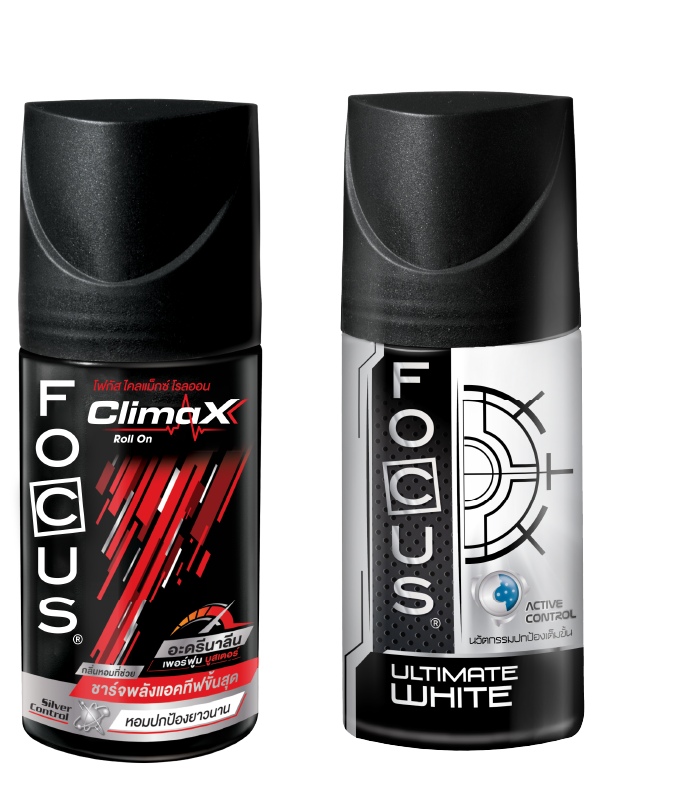 FOCUS®
โฟกัส ไคลแม็กซ์ โรลออน
Climax
Roll On
อะดรีนาลีน
เพอร์ฟูม บูสเตอร์
กลิ่นหอมที่ช่วย
ชาร์จพลังแอคทีฟขั้นสุด
Silver
Control
หอมปกป้องยาวนาน
FOCUS®
ACTIVE
CONTROL
นวัตกรรมปกป้องเต็มขั้น
ULTIMATE
WHITE